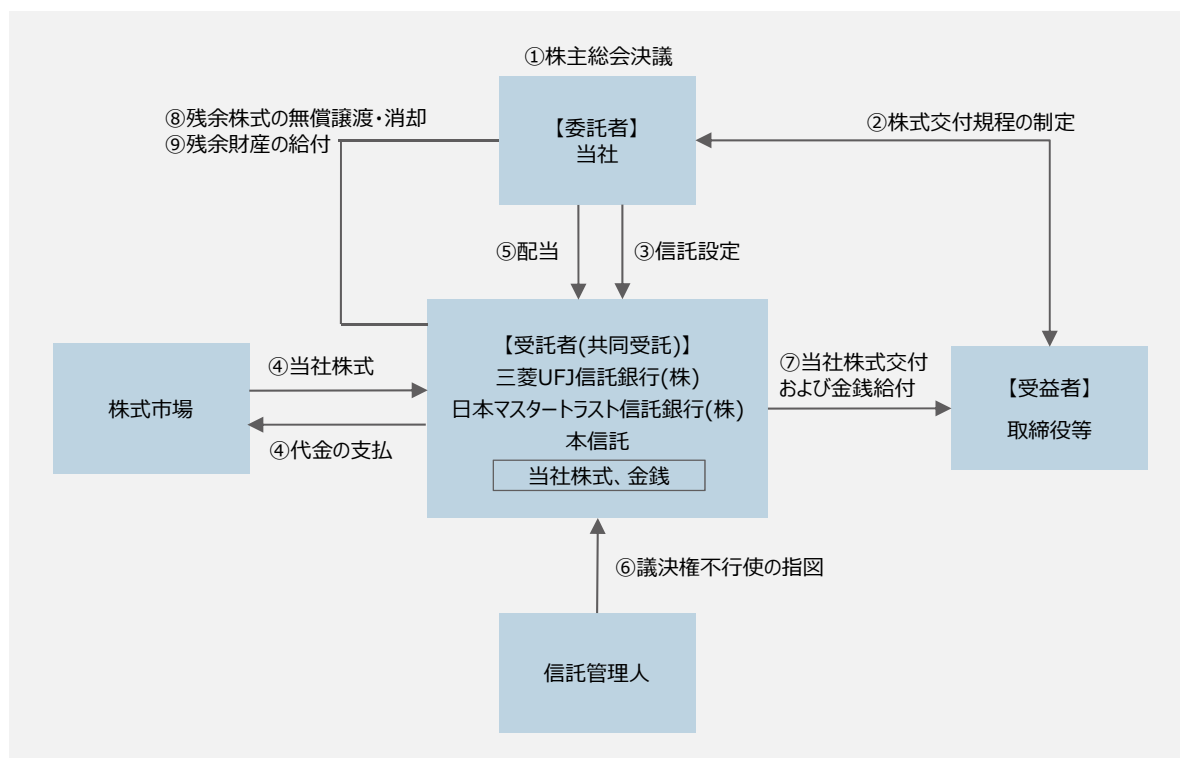 ①株主総会決議
⑧残余株式の無償譲渡・消却
⑨残余財産の給付
【委託者】
当社
②株式交付規程の制定
⑤配当
③信託設定
【受託者(共同受託)】
三菱UFJ信託銀行(株)
日本マスタートラスト信託銀行(株)
本信託
当社株式、金銭
株式市場
④当社株式
④代金の支払
⑦当社株式交付
および金銭給付
【受益者】
取締役等
⑥議決権不行使の指図
信託管理人